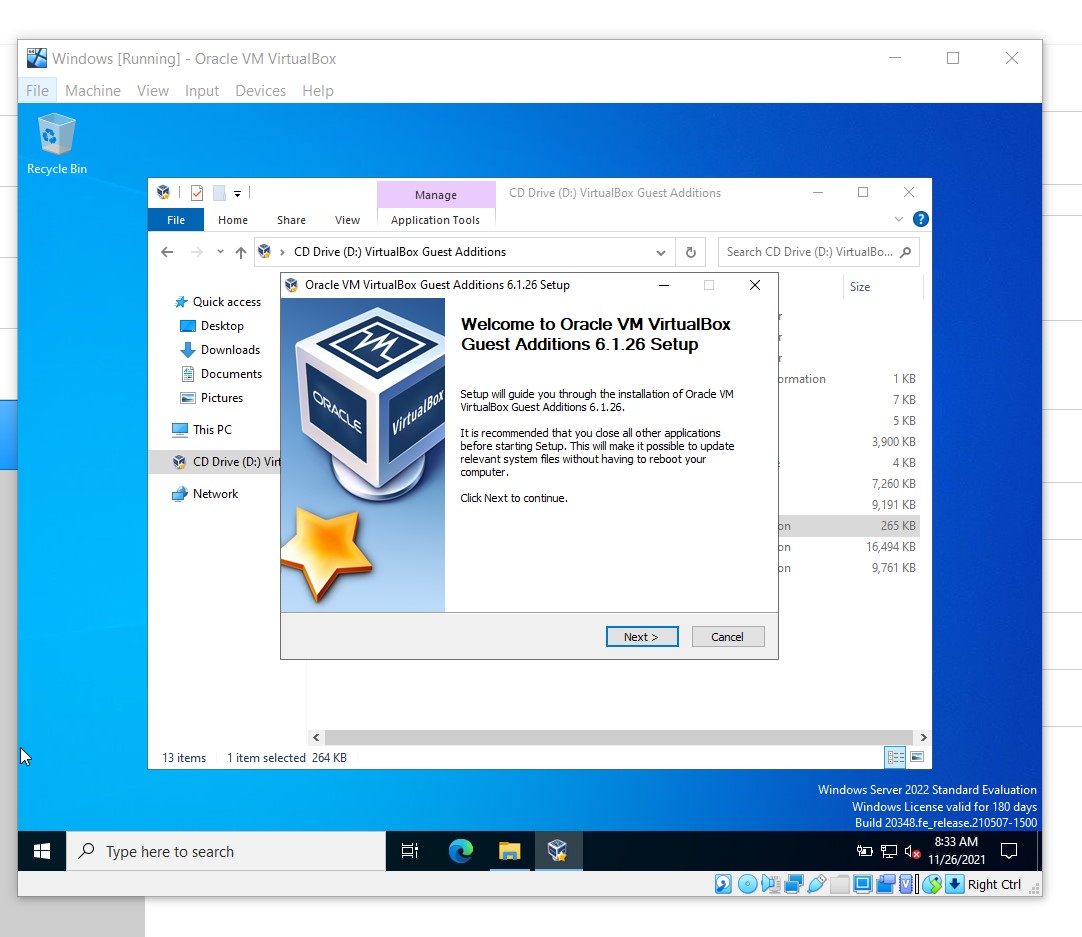 Windows [Running] - Oracle VM VirtualBox
File Machine View Input Devices Help
Recycle Bin
Manage
CD Drive (D:) VirtualBox Guest Additions
File Home Share View Application Tools
CD Drive (D:) VirtualBox Guest Additions
Search CD Drive (D:) VirtualBo...
Oracle VM VirtualBox Guest Additions 6.1.26 Setup
Size
Quick access
Desktop
Downloads
Documents
Pictures
This PC
CD Drive (D:) Virt
Network
ORACLE
VirtualBox
Welcome to Oracle VM VirtualBox
Guest Additions 6.1.26 Setup
Setup will guide you through the installation of Oracle VM
VirtualBox Guest Additions 6.1.26.
It is recommended that you close all other applications
before starting Setup. This will make it possible to update
relevant system files without having to reboot your
computer.
Click Next to continue.
Next >
Cancel
ormation 1 KB
7 KB
5 KB
3,900 KB
4 KB
7,260 KB
9,191 KB
on 265 KB
on 16,494 KB
on 9,761 KB
13 items 1 item selected 264 KB
Windows Server 2022 Standard Evaluation
Windows License valid for 180 days
Build 20348.fe_release.210507-1500
Type here to search
8:33 AM
11/26/2021
Right Ctrl